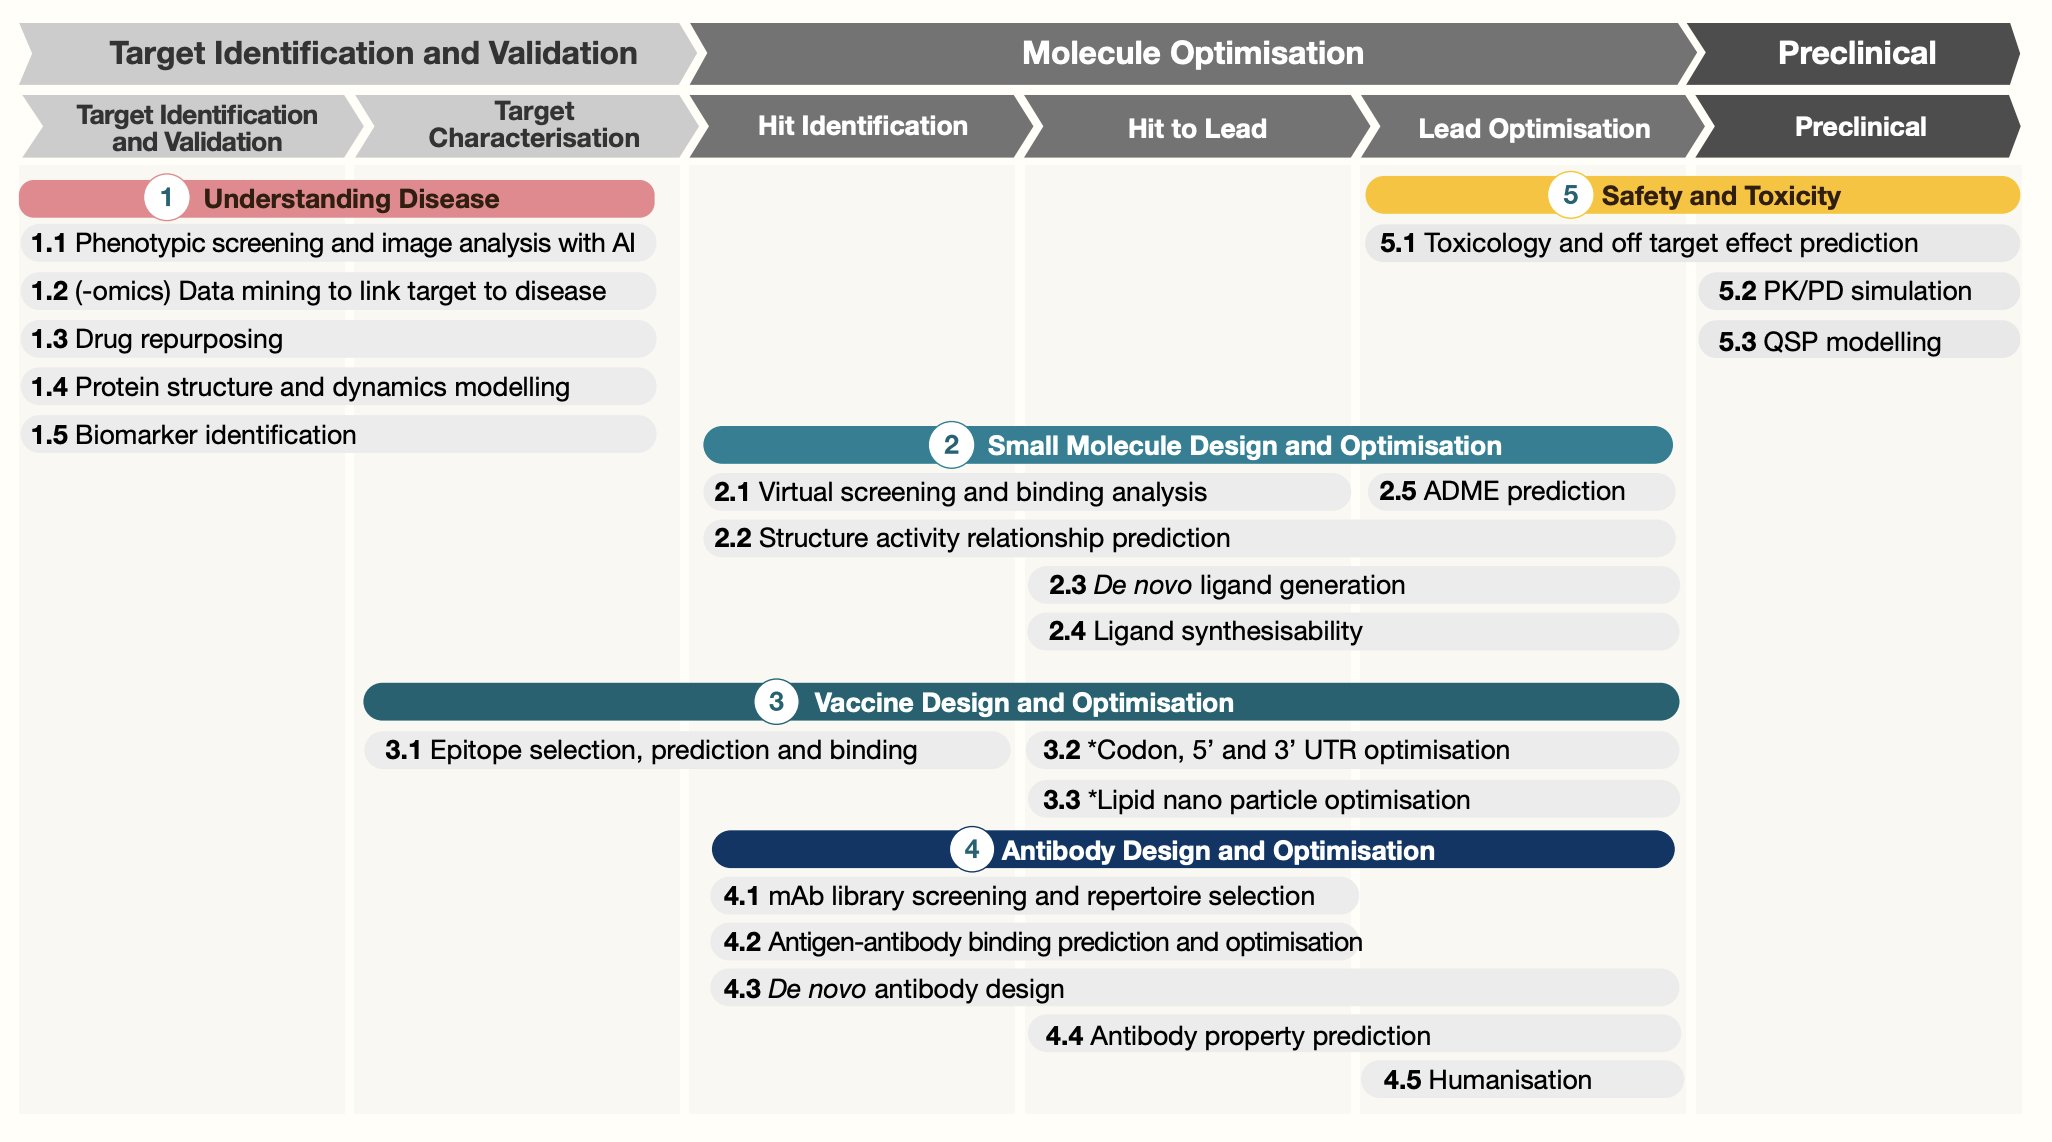 Target Identification and Validation
Molecule Optimisation
Preclinical
Target Identification
and Validation
Target
Characterisation
Hit Identification
Hit to Lead
Lead Optimisation
Preclinical
1 Understanding Disease
1.1 Phenotypic screening and image analysis with AI
1.2 (-omics) Data mining to link target to disease
1.3 Drug repurposing
1.4 Protein structure and dynamics modelling
1.5 Biomarker identification
5 Safety and Toxicity
5.1 Toxicology and off target effect prediction
5.2 PK/PD simulation
5.3 QSP modelling
2 Small Molecule Design and Optimisation
2.1 Virtual screening and binding analysis
2.5 ADME prediction
2.2 Structure activity relationship prediction
2.3 De novo ligand generation
2.4 Ligand synthesisability
3 Vaccine Design and Optimisation
3.1 Epitope selection, prediction and binding
3.2 *Codon, 5’ and 3’ UTR optimisation
3.3 *Lipid nano particle optimisation
4 Antibody Design and Optimisation
4.1 mAb library screening and repertoire selection
4.2 Antigen-antibody binding prediction and optimisation
4.3 De novo antibody design
4.4 Antibody property prediction
4.5 Humanisation